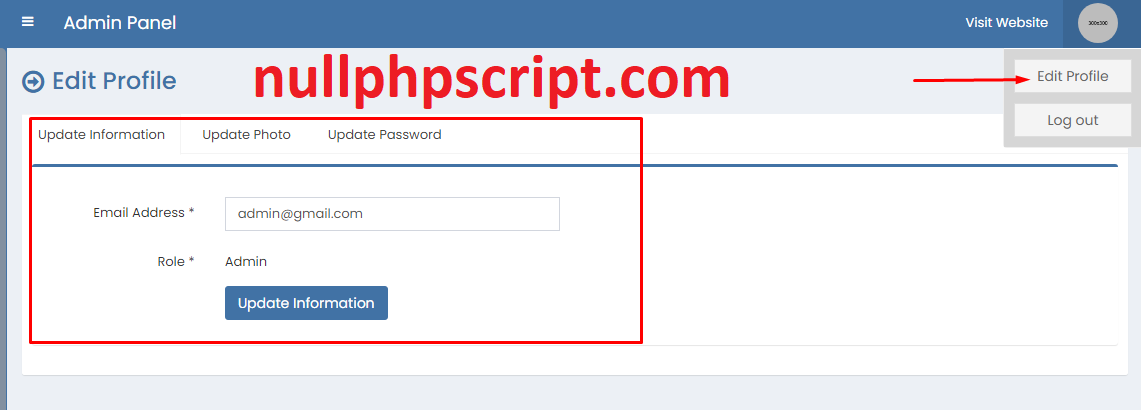 Admin Panel
Visit Website
300x300
Edit Profile
nullphpscript.com
Edit Profile
Log out
Update Information
Update Photo
Update Password
Email Address *
admin@gmail.com
Role *
Admin
Update Information